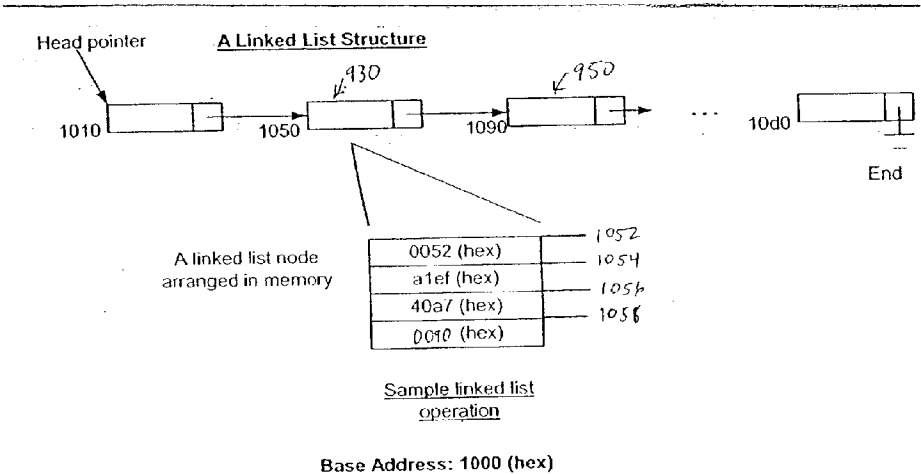 Head pointer
A Linked List Structure
930
950
1010
1050
1090
...
10d0
End
A linked list node
arranged in memory
0052 (hex)
a1ef (hex)
40a7 (hex)
0090 (hex)
1052
1054
1056
1058
Sample linked list
operation
Base Address: 1000 (hex)